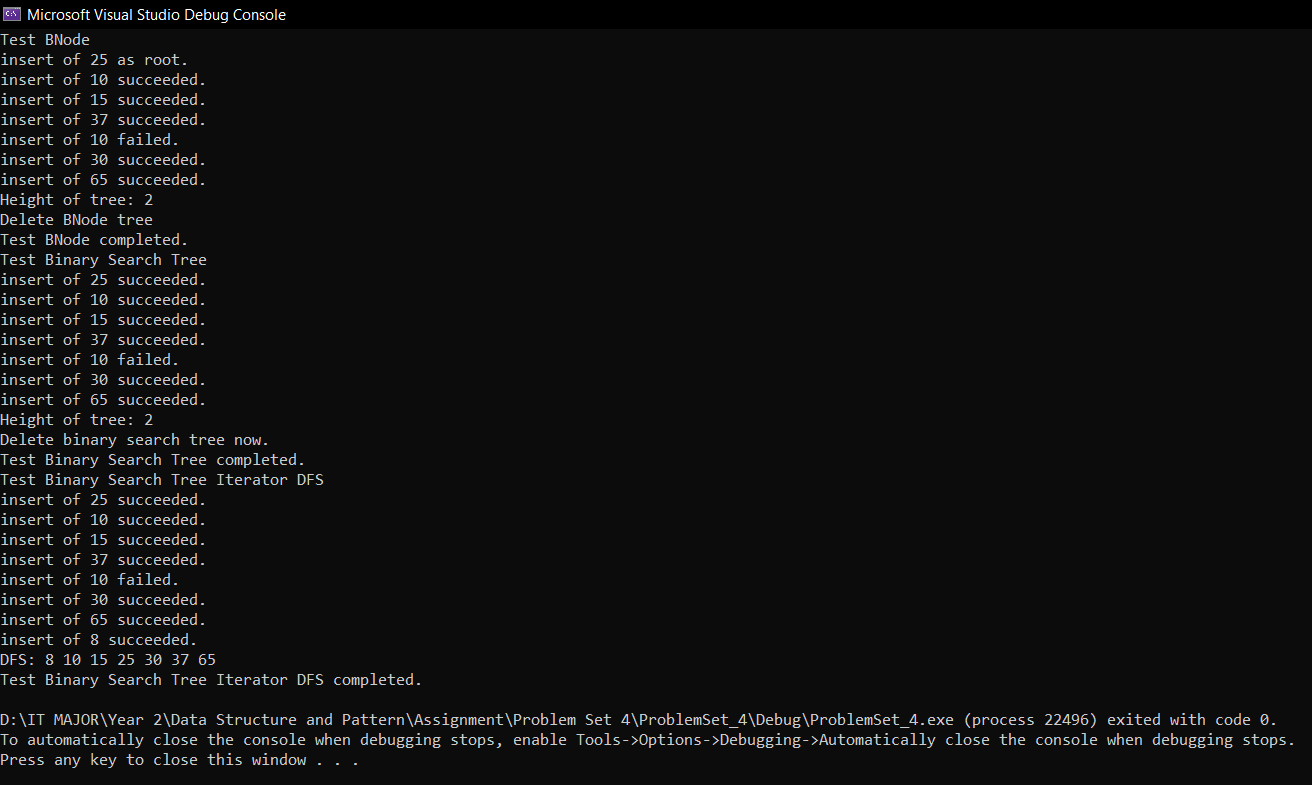 Microsoft Visual Studio Debug Console
Test BNode
insert of 25 as root.
insert of 10 succeeded.
insert of 15 succeeded.
insert of 37 succeeded.
insert of 10 failed.
insert of 30 succeeded.
insert of 65 succeeded.
Height of tree: 2
Delete BNode tree
Test BNode completed.
Test Binary Search Tree
insert of 25 succeeded.
insert of 10 succeeded.
insert of 15 succeeded.
insert of 37 succeeded.
insert of 10 failed.
insert of 30 succeeded.
insert of 65 succeeded.
Height of tree: 2
Delete binary search tree now.
Test Binary Search Tree completed.
Test Binary Search Tree Iterator DFS
insert of 25 succeeded.
insert of 10 succeeded.
insert of 15 succeeded.
insert of 37 succeeded.
insert of 10 failed.
insert of 30 succeeded.
insert of 65 succeeded.
insert of 8 succeeded.
DFS: 8 10 15 25 30 37 65
Test Binary Search Tree Iterator DFS completed.
D:\IT MAJOR\Year 2\Data Structure and Pattern\Assignment\Problem Set 4\ProblemSet_4\Debug\ProblemSet_4.exe (process 22496) exited with code 0.
To automatically close the console when debugging stops, enable Tools->Options->Debugging->Automatically close the console when debugging stops.
Press any key to close this window . . .